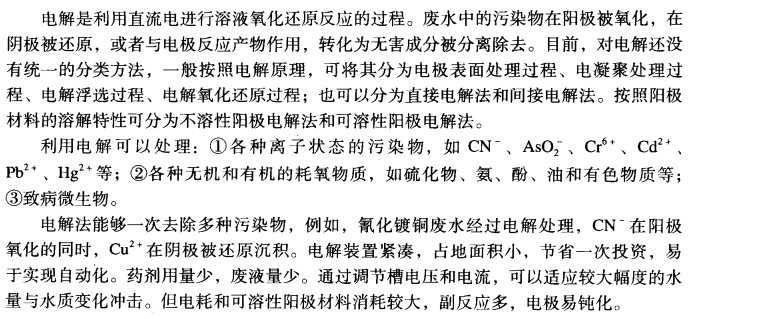 电解是利用直流电进行溶液氧化还原反应的过程。废水中的污染物在阳极被氧化，在
阴极被还原，或者与电极反应产物作用，转化为无害成分被分离除去。目前，对电解还没
有统一的分类方法，一般按照电解原理，可将其分为电极表面处理过程、电凝聚处理过
程、电解浮选过程、电解氧化还原过程；也可以分为直接电解法和间接电解法。按照阳极
材料的溶解特性可分为不溶性阳极电解法和可溶性阳极电解法。
利用电解可以处理：①各种离子状态的污染物，如 CN⁻、AsO₂⁻、Cr⁶⁺、Cd²⁺、
Pb²⁺、Hg²⁺等；②各种无机和有机的耗氧物质，如硫化物、氨、酚、油和有色物质等；
③致病微生物。
电解法能够一次去除多种污染物，例如，氰化镀铜废水经过电解处理，CN⁻在阳极
氧化的同时，Cu²⁺在阴极被还原沉积。电解装置紧凑，占地面积小，节省一次投资，易
于实现自动化。药剂用量少，废液量少。通过调节槽电压和电流，可以适应较大幅度的水
量与水质变化冲击。但电耗和可溶性阳极材料消耗较大，副反应多，电极易钝化。